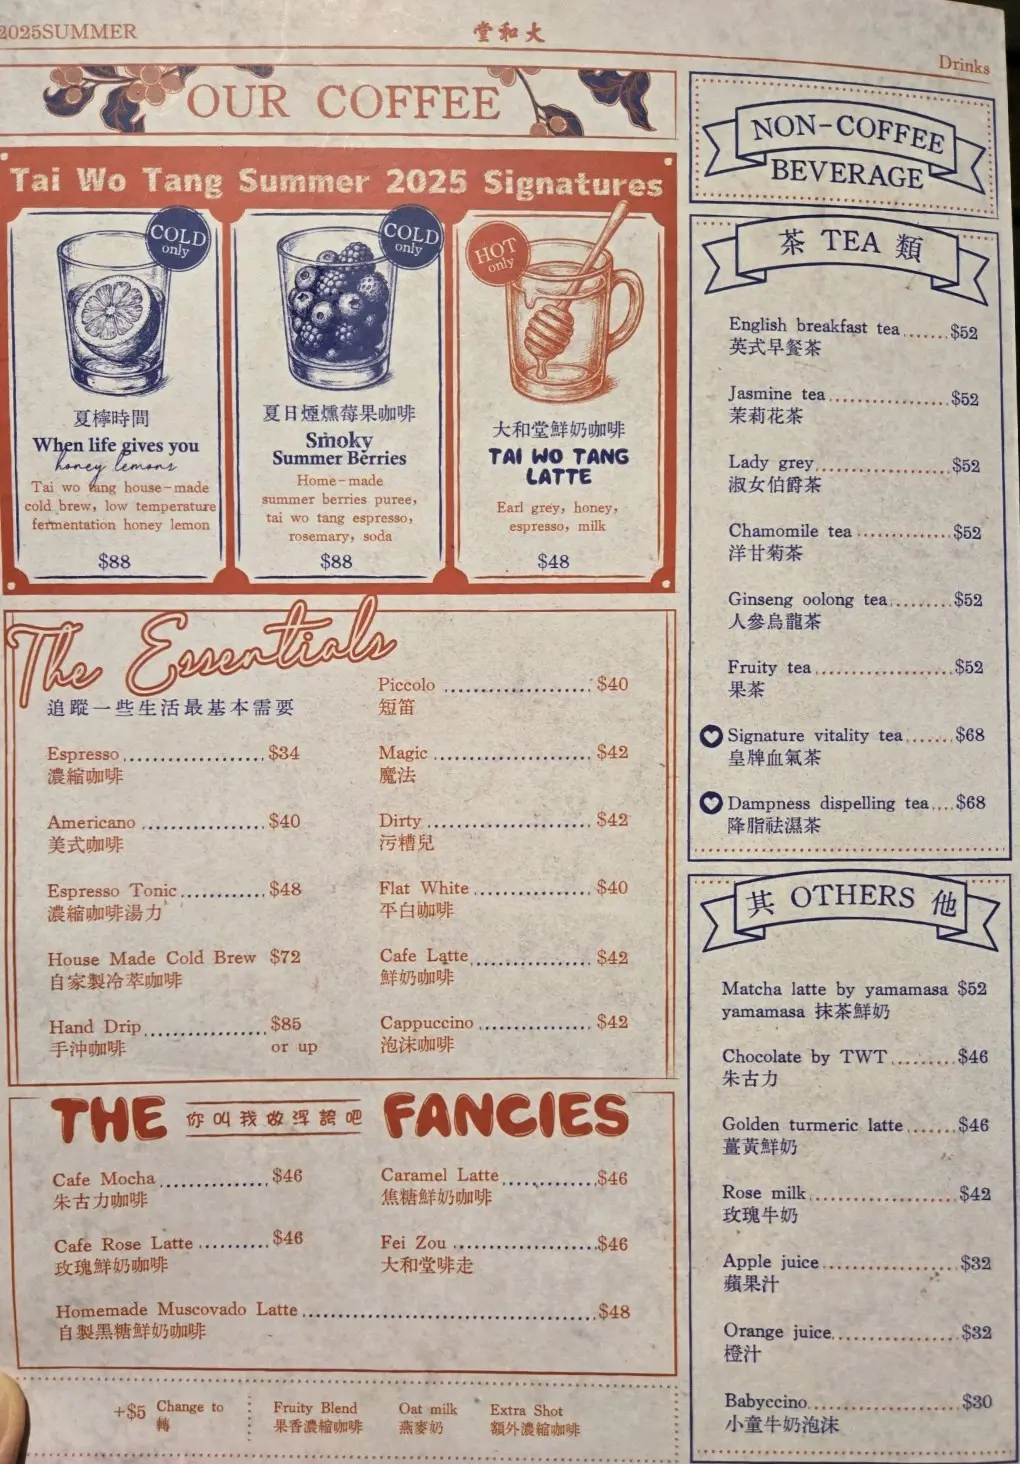 2025SUMMER
堂和大
Drinks
OUR COFFEE
Tai Wo Tang Summer 2025 Signatures
COLD
only
夏檸時間
When life gives you
honey lemons
Tai wo tang house-made
cold brew, low temperature
fermentation honey lemon
$88
COLD
only
夏日煙燻莓果咖啡
Smoky
Summer Berries
Home-made
summer berries puree,
tai wo tang espresso,
rosemary, soda
$88
HOT
only
大和堂鮮奶咖啡
TAI WO TANG
LATTE
Earl grey, honey,
espresso, milk
$48
The Essentials
追蹤一些生活最基本需要
Espresso $34
濃縮咖啡
Americano $40
美式咖啡
Espresso Tonic $48
濃縮咖啡湯力
House Made Cold Brew $72
自家製冷萃咖啡
Hand Drip $85
手沖咖啡 or up
Piccolo $40
短笛
Magic $42
魔法
Dirty $42
污糟兒
Flat White $40
平白咖啡
Cafe Latte $42
鮮奶咖啡
Cappuccino $42
泡沫咖啡
THE 你叫我做浮誇吧 FANCIES
Cafe Mocha $46
朱古力咖啡
Cafe Rose Latte $46
玫瑰鮮奶咖啡
Caramel Latte $46
焦糖鮮奶咖啡
Fei Zou $46
大和堂啡走
Homemade Muscovado Latte $48
自製黑糖鮮奶咖啡
+$5 Change to
轉
Fruity Blend
果香濃縮咖啡
Oat milk
燕麥奶
Extra Shot
額外濃縮咖啡
NON-COFFEE
BEVERAGE
茶 TEA 類
English breakfast tea $52
英式早餐茶
Jasmine tea $52
茉莉花茶
Lady grey $52
淑女伯爵茶
Chamomile tea $52
洋甘菊茶
Ginseng oolong tea $52
人參烏龍茶
Fruity tea $52
果茶
Signature vitality tea $68
皇牌血氣茶
Dampness dispelling tea $68
降脂祛濕茶
其 OTHERS 他
Matcha latte by yamamasa $52
yamamasa 抹茶鮮奶
Chocolate by TWT $46
朱古力
Golden turmeric latte $46
薑黃鮮奶
Rose milk $42
玫瑰牛奶
Apple juice $32
蘋果汁
Orange juice $32
橙汁
Babyccino $30
小童牛奶泡沫